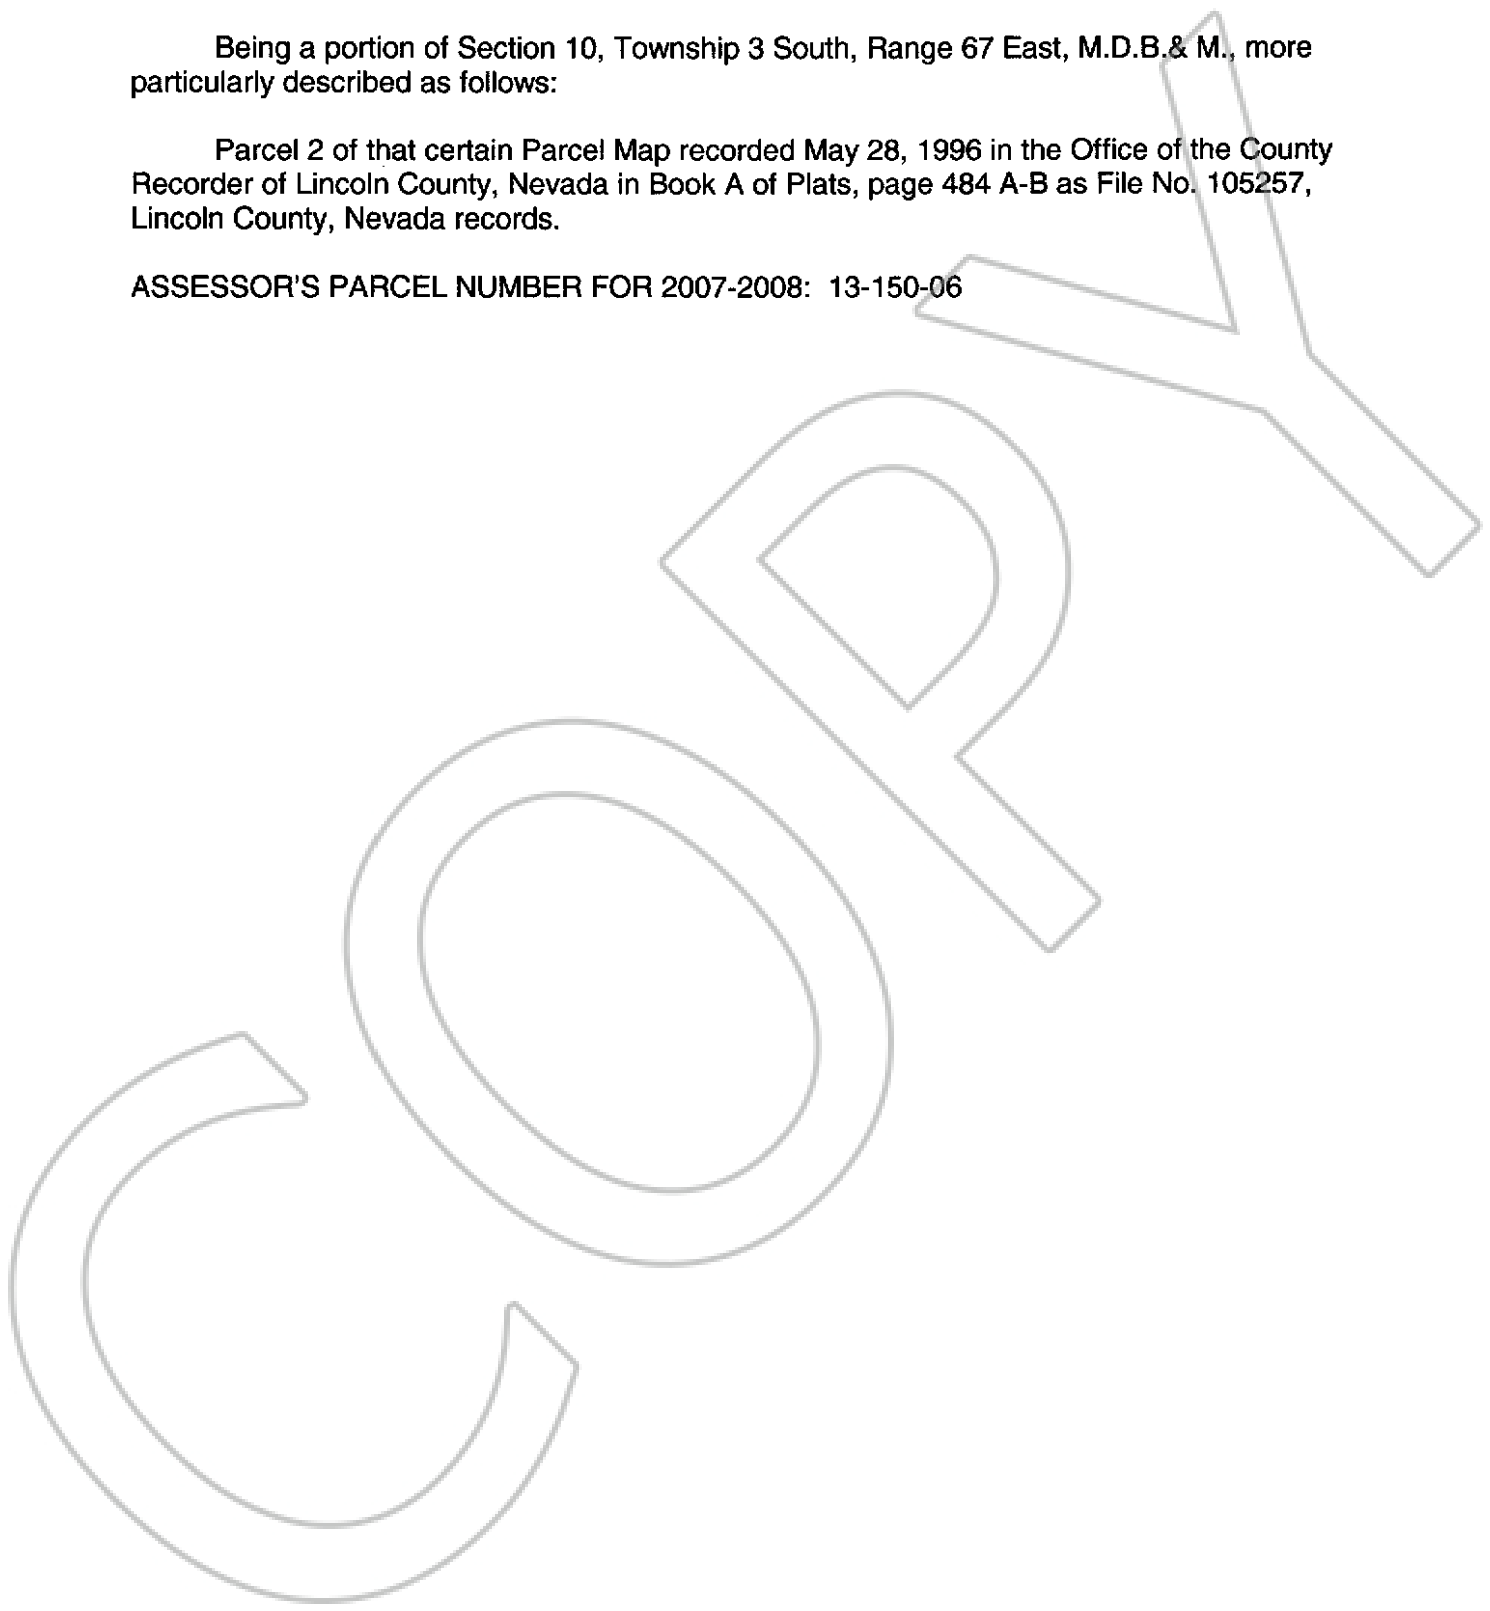 Being a portion of Section 10, Township 3 South, Range 67 East, M.D.B.& M., more
particularly described as follows:
Parcel 2 of that certain Parcel Map recorded May 28, 1996 in the Office of the County
Recorder of Lincoln County, Nevada in Book A of Plats, page 484 A-B as File No. 105257,
Lincoln County, Nevada records.
ASSESSOR'S PARCEL NUMBER FOR 2007-2008: 13-150-06
COPY